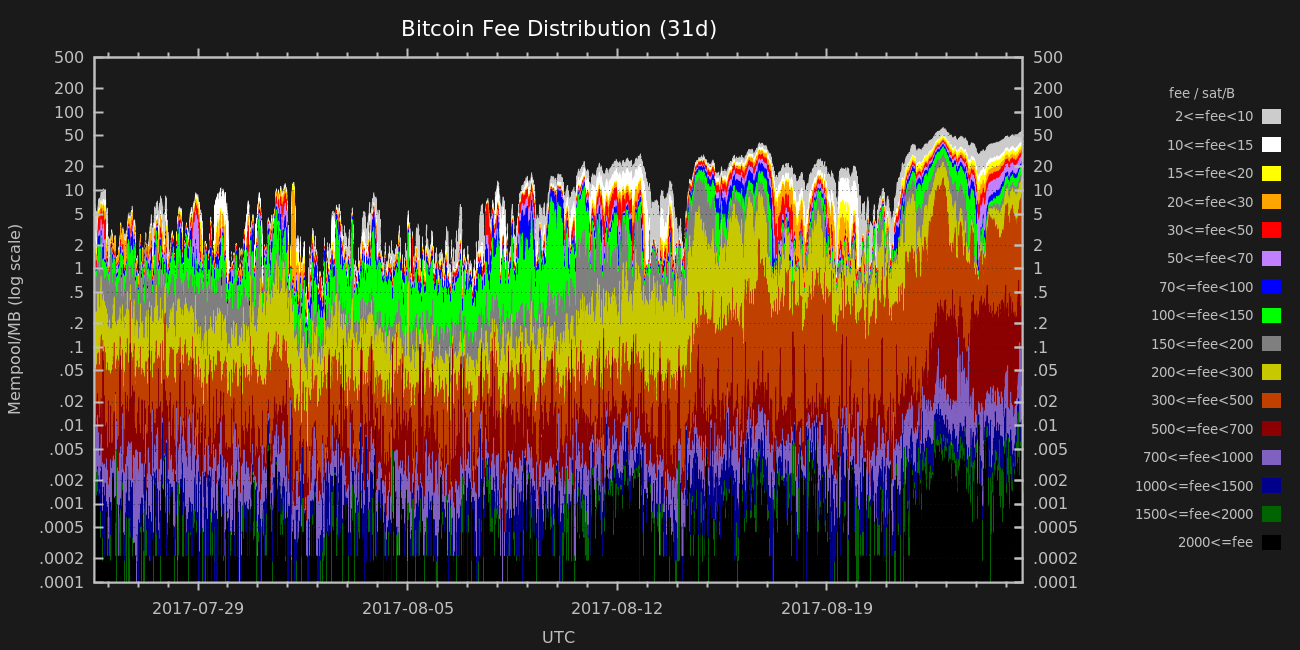 Bitcoin Fee Distribution (31d)
Mempool/MB (log scale)
500
200
100
50
20
10
5
2
1
.5
.2
.1
.05
.02
.01
.005
.002
.001
.0005
.0002
.0001
500
200
100
50
20
10
5
2
1
.5
.2
.1
.05
.02
.01
.005
.002
.001
.0005
.0002
.0001
2017-07-29 2017-08-05 2017-08-12 2017-08-19
UTC
fee / sat/B
2<=fee<10
10<=fee<15
15<=fee<20
20<=fee<30
30<=fee<50
50<=fee<70
70<=fee<100
100<=fee<150
150<=fee<200
200<=fee<300
300<=fee<500
500<=fee<700
700<=fee<1000
1000<=fee<1500
1500<=fee<2000
2000<=fee